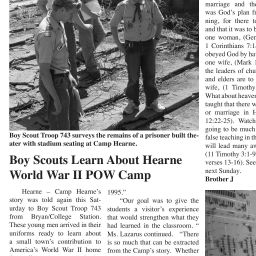 Boy Scout Troop 743 surveys the remains of a prisoner built the-
ater with stadium seating at Camp Hearne.
Boy Scouts Learn About Hearne
World War II POW Camp
Hearne – Camp Hearne's
story was told again this Sat-
urday to Boy Scout Troop 743
from Bryan/College Station.
These young men arrived in their
uniforms ready to learn about
a small town's contribution to
America's World War II home
1995."
"Our goal was to give the
students a visitor's experience
that would strengthen what they
had learned in the classroom. "
Ms. Lazarus continued. "There
is so much that can be extracted
from the Camp's story. Whether
marriage and the
was God's plan fr
ning, for there to
and that it was to b
one woman, (Gen
1 Corinthians 7:1-
obeyed God by ha
one wife, (Mark 1
the leaders of chu
and elders are to
wife, (1 Timothy
What about heaven
taught that there w
or marriage in H
12:22-25). Watch
going to be much
false teaching in th
will lead many aw
(11 Timothy 3:1-9
verses 13-16). See
next Sunday.
Brother J